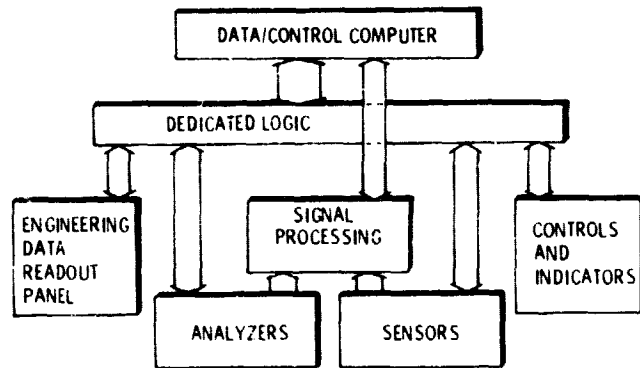 DATA/CONTROL COMPUTER
DEDICATED LOGIC
ENGINEERING
DATA
READOUT
PANEL
SIGNAL
PROCESSING
CONTROLS
AND
INDICATORS
ANALYZERS
SENSORS